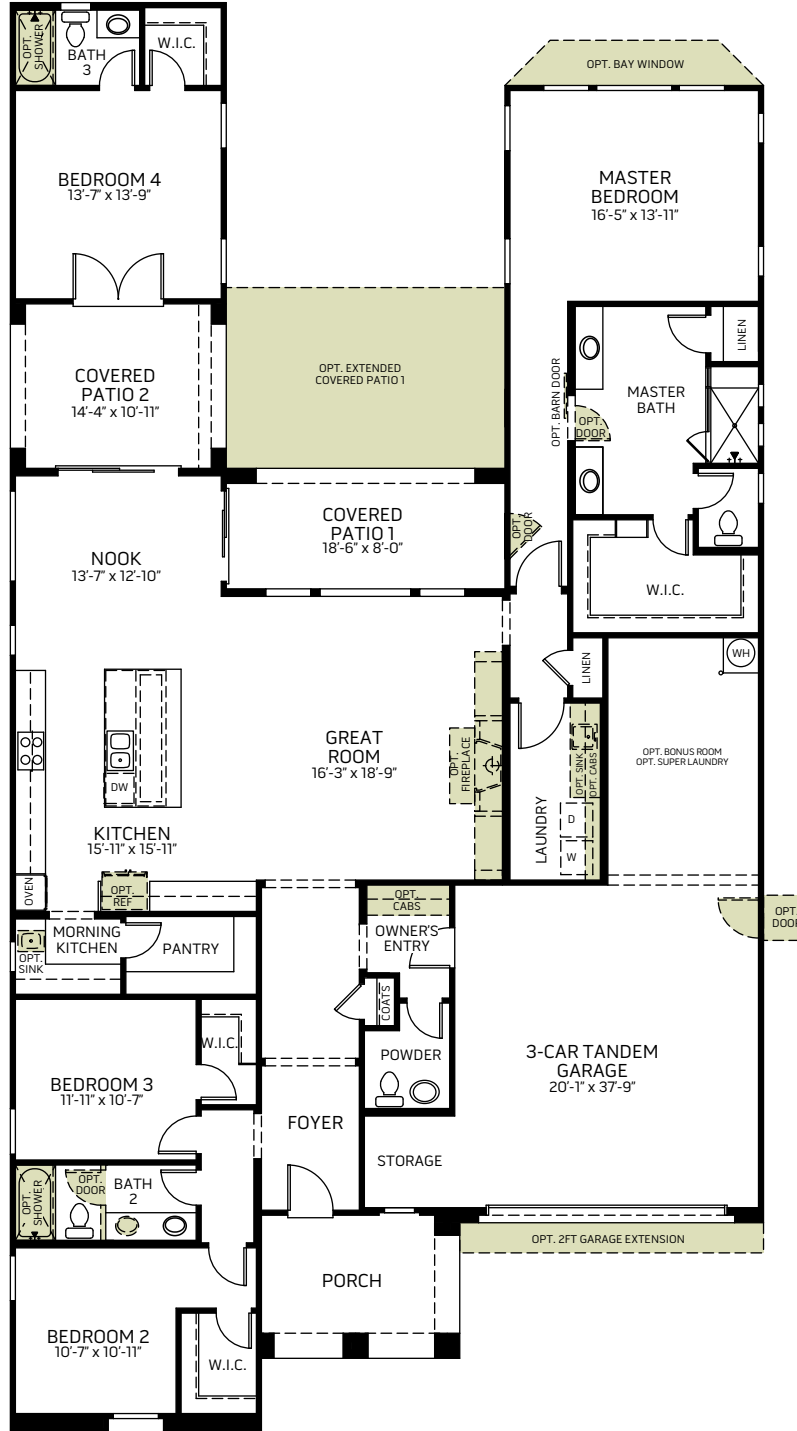 OPT.
SHOWER
BATH
3
W.I.C.
OPT. BAY WINDOW
BEDROOM 4
13'-7" x 13'-9"
MASTER
BEDROOM
16'-5" x 13'-11"
OPT. EXTENDED
COVERED PATIO 1
COVERED
PATIO 2
14'-4" x 10'-11"
LINEN
OPT. BARN DOOR
MASTER
BATH
OPT.
DOOR
COVERED
PATIO 1
18'-6" x 8'-0"
OPT.
DOOR
NOOK
13'-7" x 12'-10"
W.I.C.
WH
LINEN
GREAT
ROOM
16'-3" x 18'-9"
OPT.
FIREPLACE
OPT. SINK
OPT. CABS
OPT. BONUS ROOM
OPT. SUPER LAUNDRY
DW
D
W
LAUNDRY
KITCHEN
15'-11" x 15'-11"
OVEN
OPT.
REF
OPT.
CABS
OPT.
DOOR
MORNING
KITCHEN
PANTRY
OPT.
SINK
OWNER'S
ENTRY
COATS
W.I.C.
POWDER
3-CAR TANDEM
GARAGE
20'-1" x 37'-9"
BEDROOM 3
11'-11" x 10'-7"
FOYER
STORAGE
OPT.
SHOWER
OPT.
DOOR
BATH
2
OPT. 2FT GARAGE EXTENSION
PORCH
BEDROOM 2
10'-7" x 10'-11"
W.I.C.